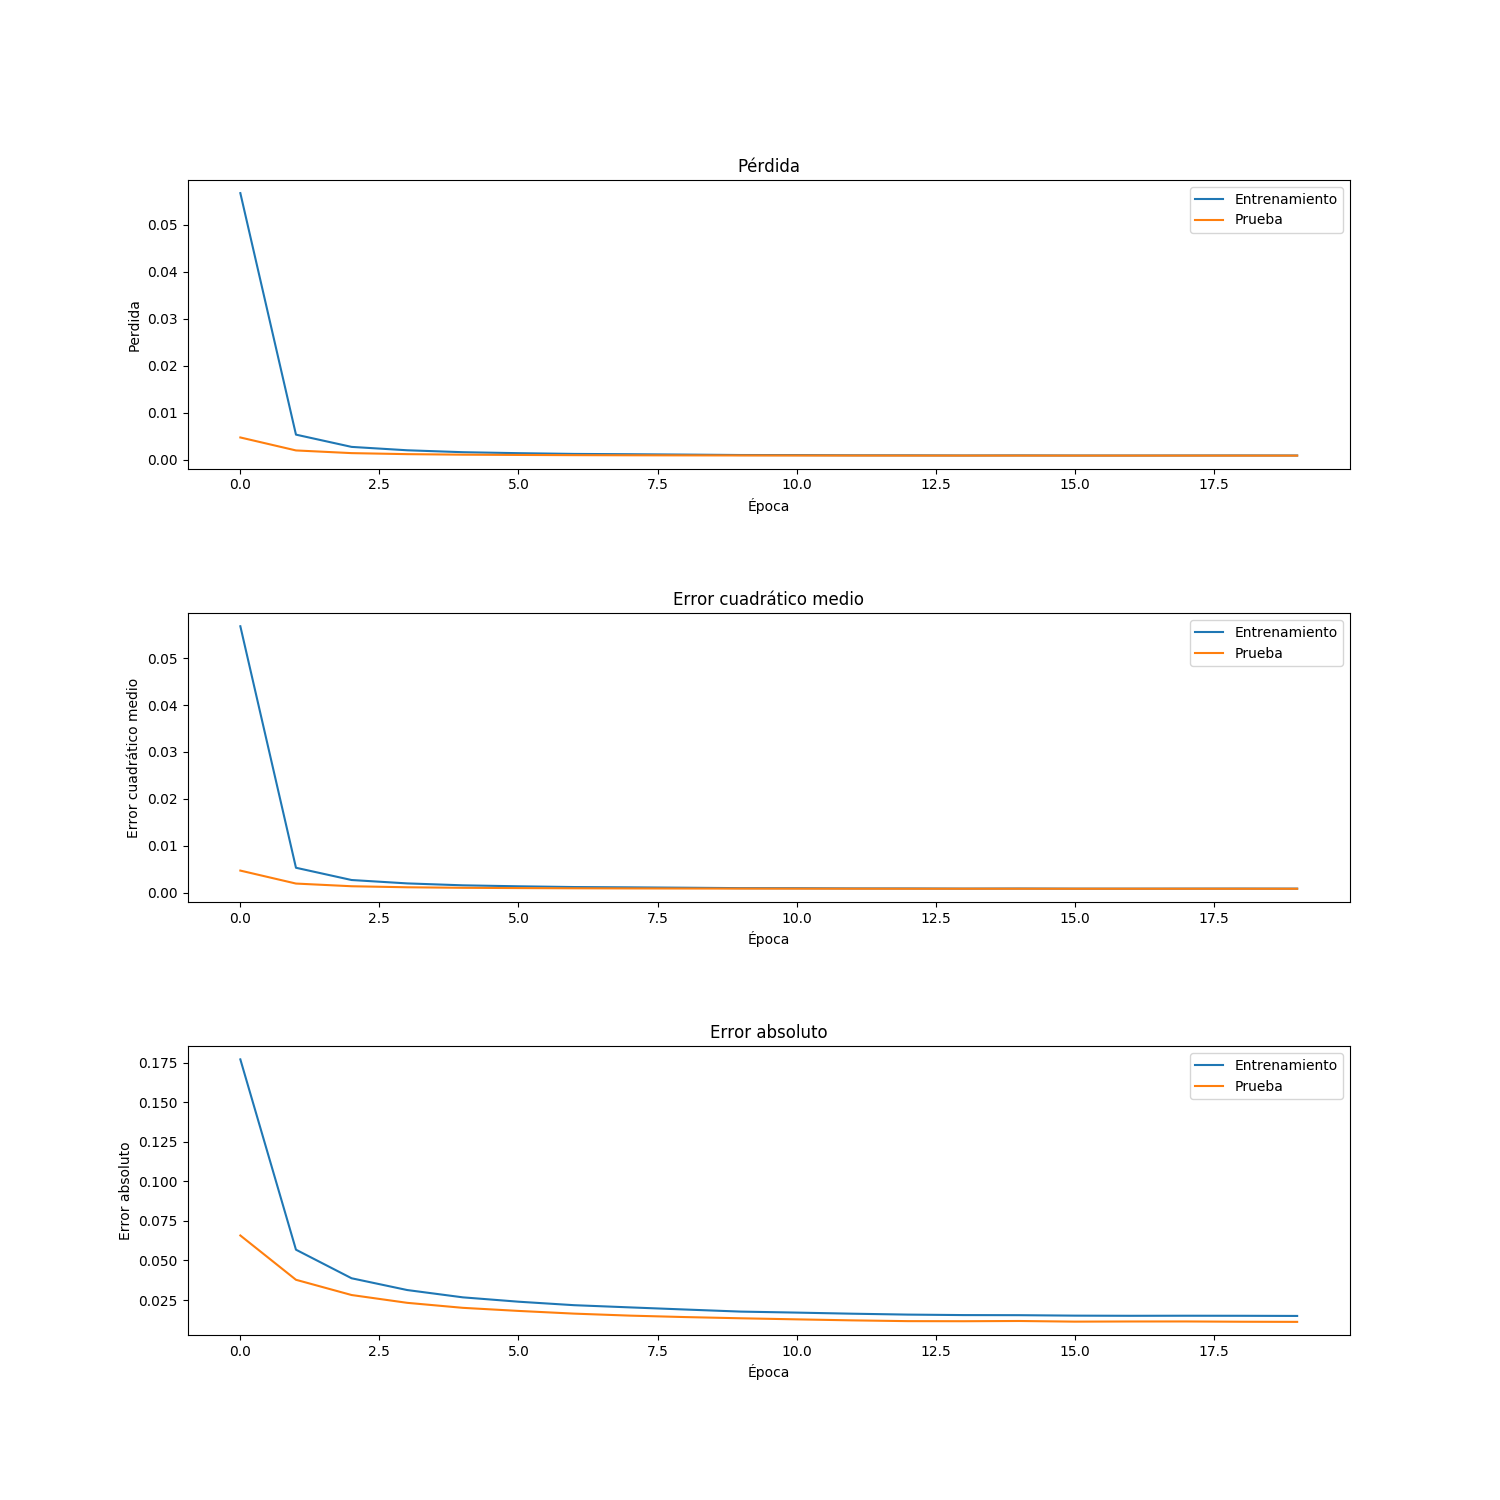 Pérdida
Entrenamiento
Prueba
0.05
0.04
0.03
0.02
0.01
0.00
Perdida
0.0 2.5 5.0 7.5 10.0 12.5 15.0 17.5
Época
Error cuadrático medio
Entrenamiento
Prueba
0.05
0.04
0.03
0.02
0.01
0.00
Error cuadrático medio
0.0 2.5 5.0 7.5 10.0 12.5 15.0 17.5
Época
Error absoluto
Entrenamiento
Prueba
0.175
0.150
0.125
0.100
0.075
0.050
0.025
Error absoluto
0.0 2.5 5.0 7.5 10.0 12.5 15.0 17.5
Época